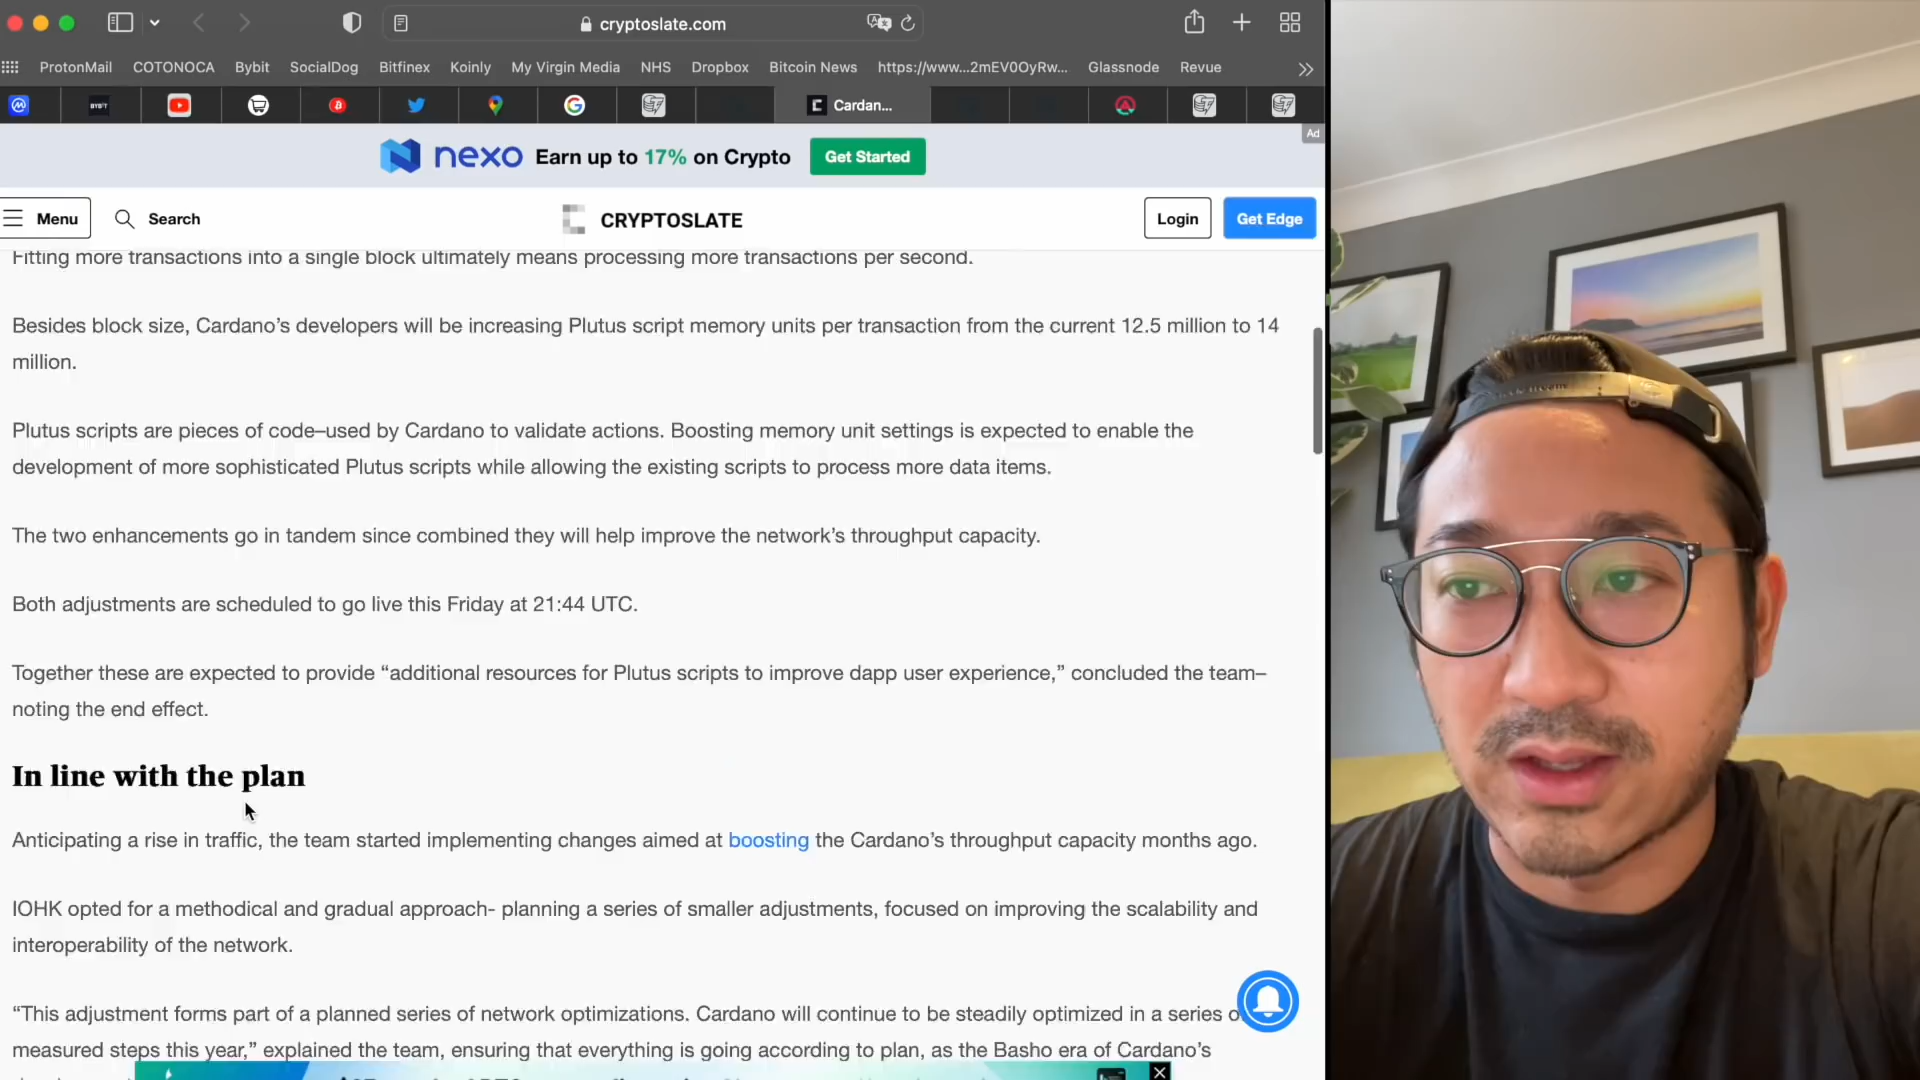 cryptoslate.com
ProtonMail COTONOCA Bybit SocialDog Bitfinex Koinly My Virgin Media NHS Dropbox Bitcoin News https://www...2mEV0OyRw... Glassnode Revue
BYBIT
Cardan...
Ad
nexo Earn up to 17% on Crypto Get Started
Menu Search CRYPTOSLATE Login Get Edge
Fitting more transactions into a single block ultimately means processing more transactions per second.
Besides block size, Cardano’s developers will be increasing Plutus script memory units per transaction from the current 12.5 million to 14
million.
Plutus scripts are pieces of code–used by Cardano to validate actions. Boosting memory unit settings is expected to enable the
development of more sophisticated Plutus scripts while allowing the existing scripts to process more data items.
The two enhancements go in tandem since combined they will help improve the network’s throughput capacity.
Both adjustments are scheduled to go live this Friday at 21:44 UTC.
Together these are expected to provide “additional resources for Plutus scripts to improve dapp user experience,” concluded the team–
noting the end effect.
In line with the plan
Anticipating a rise in traffic, the team started implementing changes aimed at boosting the Cardano’s throughput capacity months ago.
IOHK opted for a methodical and gradual approach- planning a series of smaller adjustments, focused on improving the scalability and
interoperability of the network.
“This adjustment forms part of a planned series of network optimizations. Cardano will continue to be steadily optimized in a series
measured steps this year,” explained the team, ensuring that everything is going according to plan, as the Basho era of Cardano’s